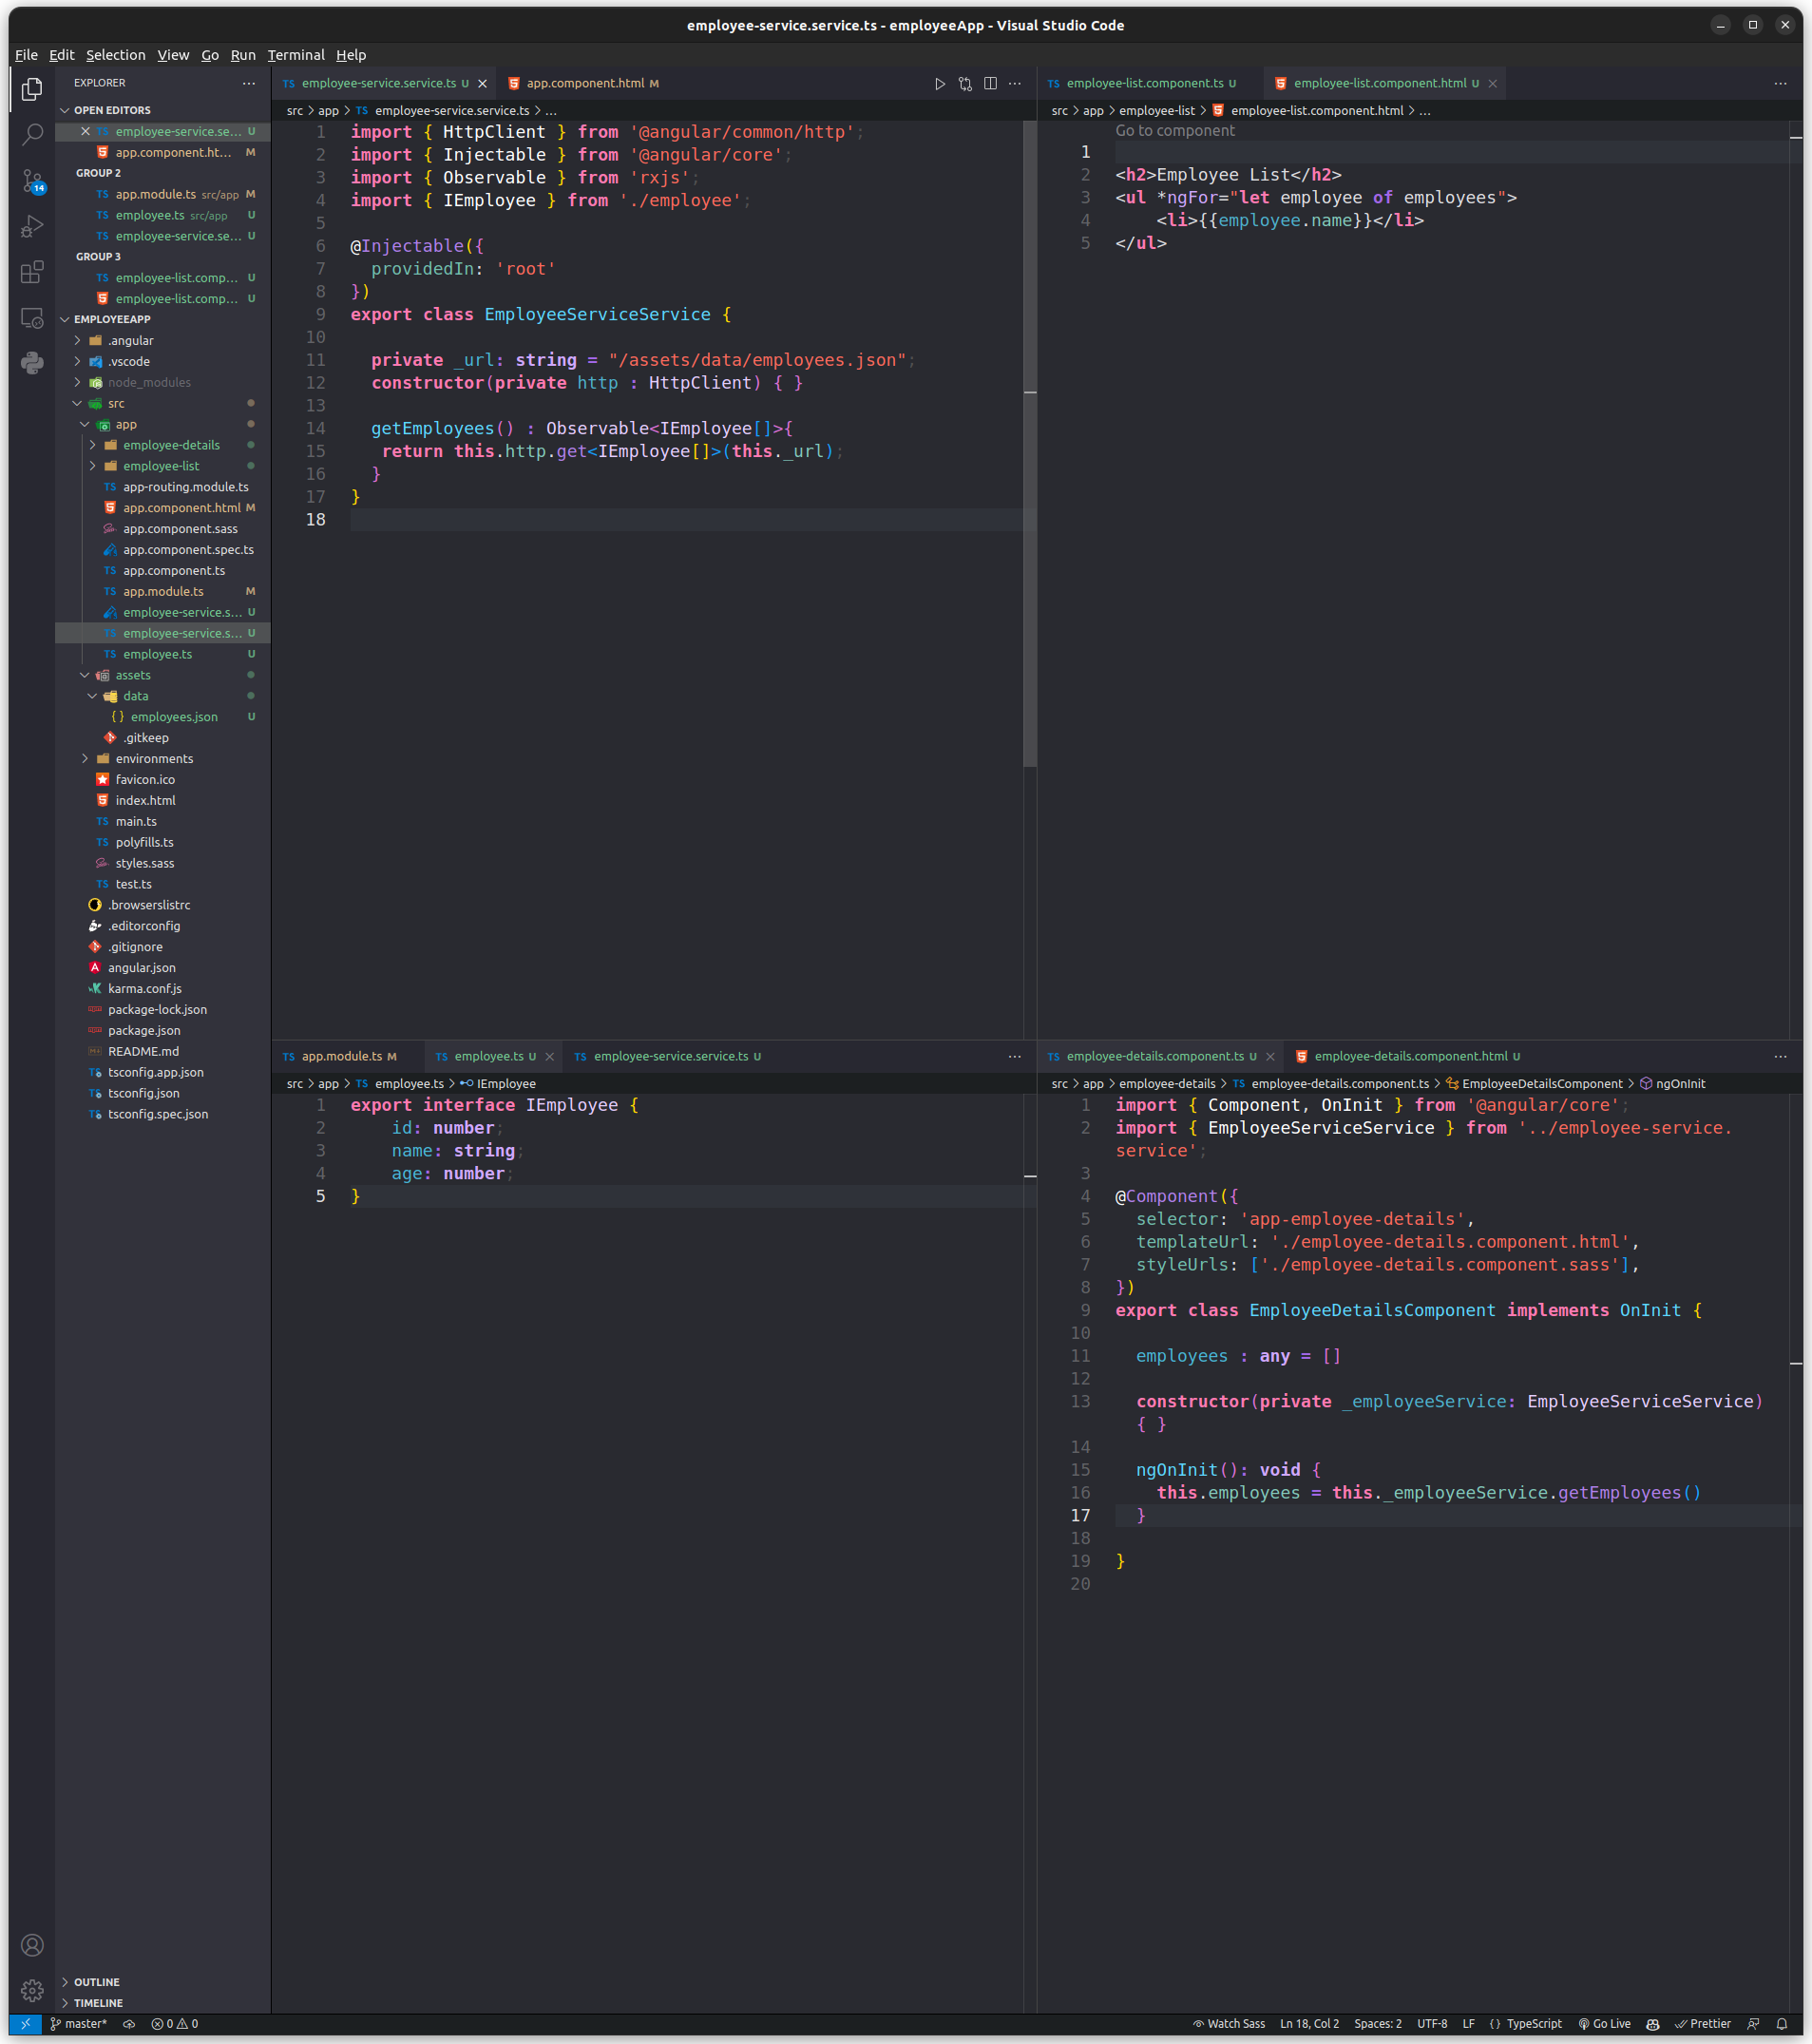 employee-service.service.ts - employeeApp - Visual Studio Code
File Edit Selection View Go Run Terminal Help
EXPLORER
OPEN EDITORS
employee-service.se... U
app.component.ht... M
GROUP 2
app.module.ts src/app M
employee.ts src/app U
employee-service.se... U
GROUP 3
employee-list.comp... U
employee-list.comp... U
EMPLOYEEAPP
.angular
.vscode
node_modules
src
app
employee-details
employee-list
app-routing.module.ts
app.component.html M
app.component.sass
app.component.spec.ts
app.component.ts
app.module.ts M
employee-service.s... U
employee-service.s... U
employee.ts U
assets
data
employees.json U
.gitkeep
environments
favicon.ico
index.html
main.ts
polyfills.ts
styles.sass
test.ts
.browserslistrc
.editorconfig
.gitignore
angular.json
karma.conf.js
package-lock.json
package.json
README.md
tsconfig.app.json
tsconfig.json
tsconfig.spec.json
OUTLINE
TIMELINE
14
TS employee-service.service.ts U app.component.html M
src > app > TS employee-service.service.ts > ...
1 import { HttpClient } from '@angular/common/http';
2 import { Injectable } from '@angular/core';
3 import { Observable } from 'rxjs';
4 import { IEmployee } from './employee';
5
6 @Injectable({
7   providedIn: 'root'
8 })
9 export class EmployeeServiceService {
10
11   private _url: string = "/assets/data/employees.json";
12   constructor(private http : HttpClient) { }
13
14   getEmployees() : Observable<IEmployee[]>{
15    return this.http.get<IEmployee[]>(this._url);
16   }
17 }
18
TS employee-list.component.ts U employee-list.component.html U
src > app > employee-list > employee-list.component.html > ...
Go to component
1
2 <h2>Employee List</h2>
3 <ul *ngFor="let employee of employees">
4     <li>{{employee.name}}</li>
5 </ul>
TS app.module.ts M TS employee.ts U TS employee-service.service.ts U
src > app > TS employee.ts > IEmployee
1 export interface IEmployee {
2     id: number;
3     name: string;
4     age: number;
5 }
TS employee-details.component.ts U employee-details.component.html U
src > app > employee-details > TS employee-details.component.ts > EmployeeDetailsComponent > ngOnInit
1 import { Component, OnInit } from '@angular/core';
2 import { EmployeeServiceService } from '../employee-service.
service';
3
4 @Component({
5   selector: 'app-employee-details',
6   templateUrl: './employee-details.component.html',
7   styleUrls: ['./employee-details.component.sass'],
8 })
9 export class EmployeeDetailsComponent implements OnInit {
10
11   employees : any = []
12
13   constructor(private _employeeService: EmployeeServiceService)
{ }
14
15   ngOnInit(): void {
16     this.employees = this._employeeService.getEmployees()
17   }
18
19 }
20
master* 0 0 Watch Sass Ln 18, Col 2 Spaces: 2 UTF-8 LF {} TypeScript Go Live Prettier